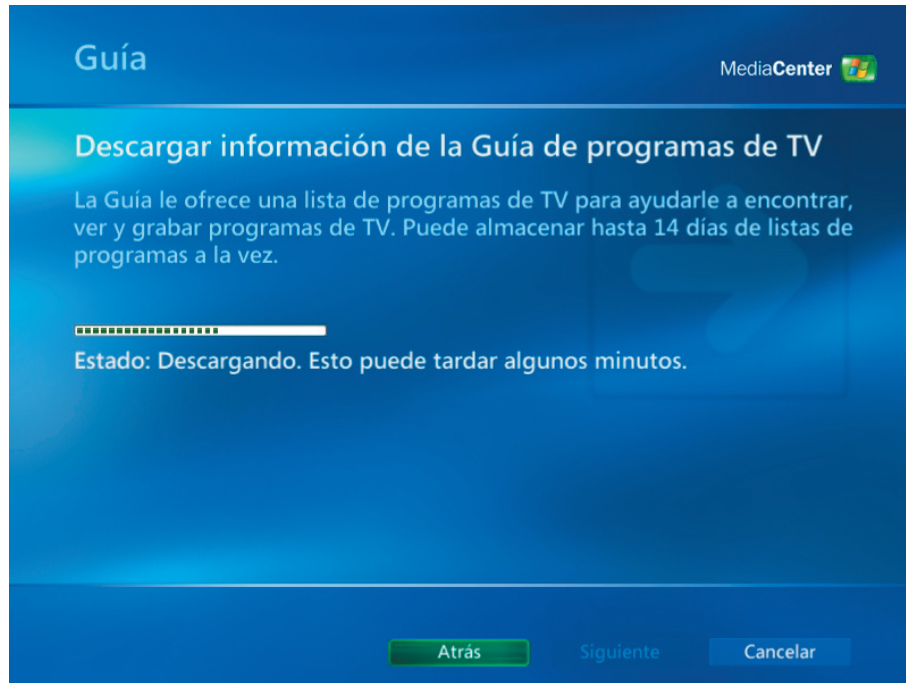 Guía
MediaCenter
Descargar información de la Guía de programas de TV
La Guía le ofrece una lista de programas de TV para ayudarle a encontrar,
ver y grabar programas de TV. Puede almacenar hasta 14 días de listas de
programas a la vez.
Estado: Descargando. Esto puede tardar algunos minutos.
Atrás Siguiente Cancelar